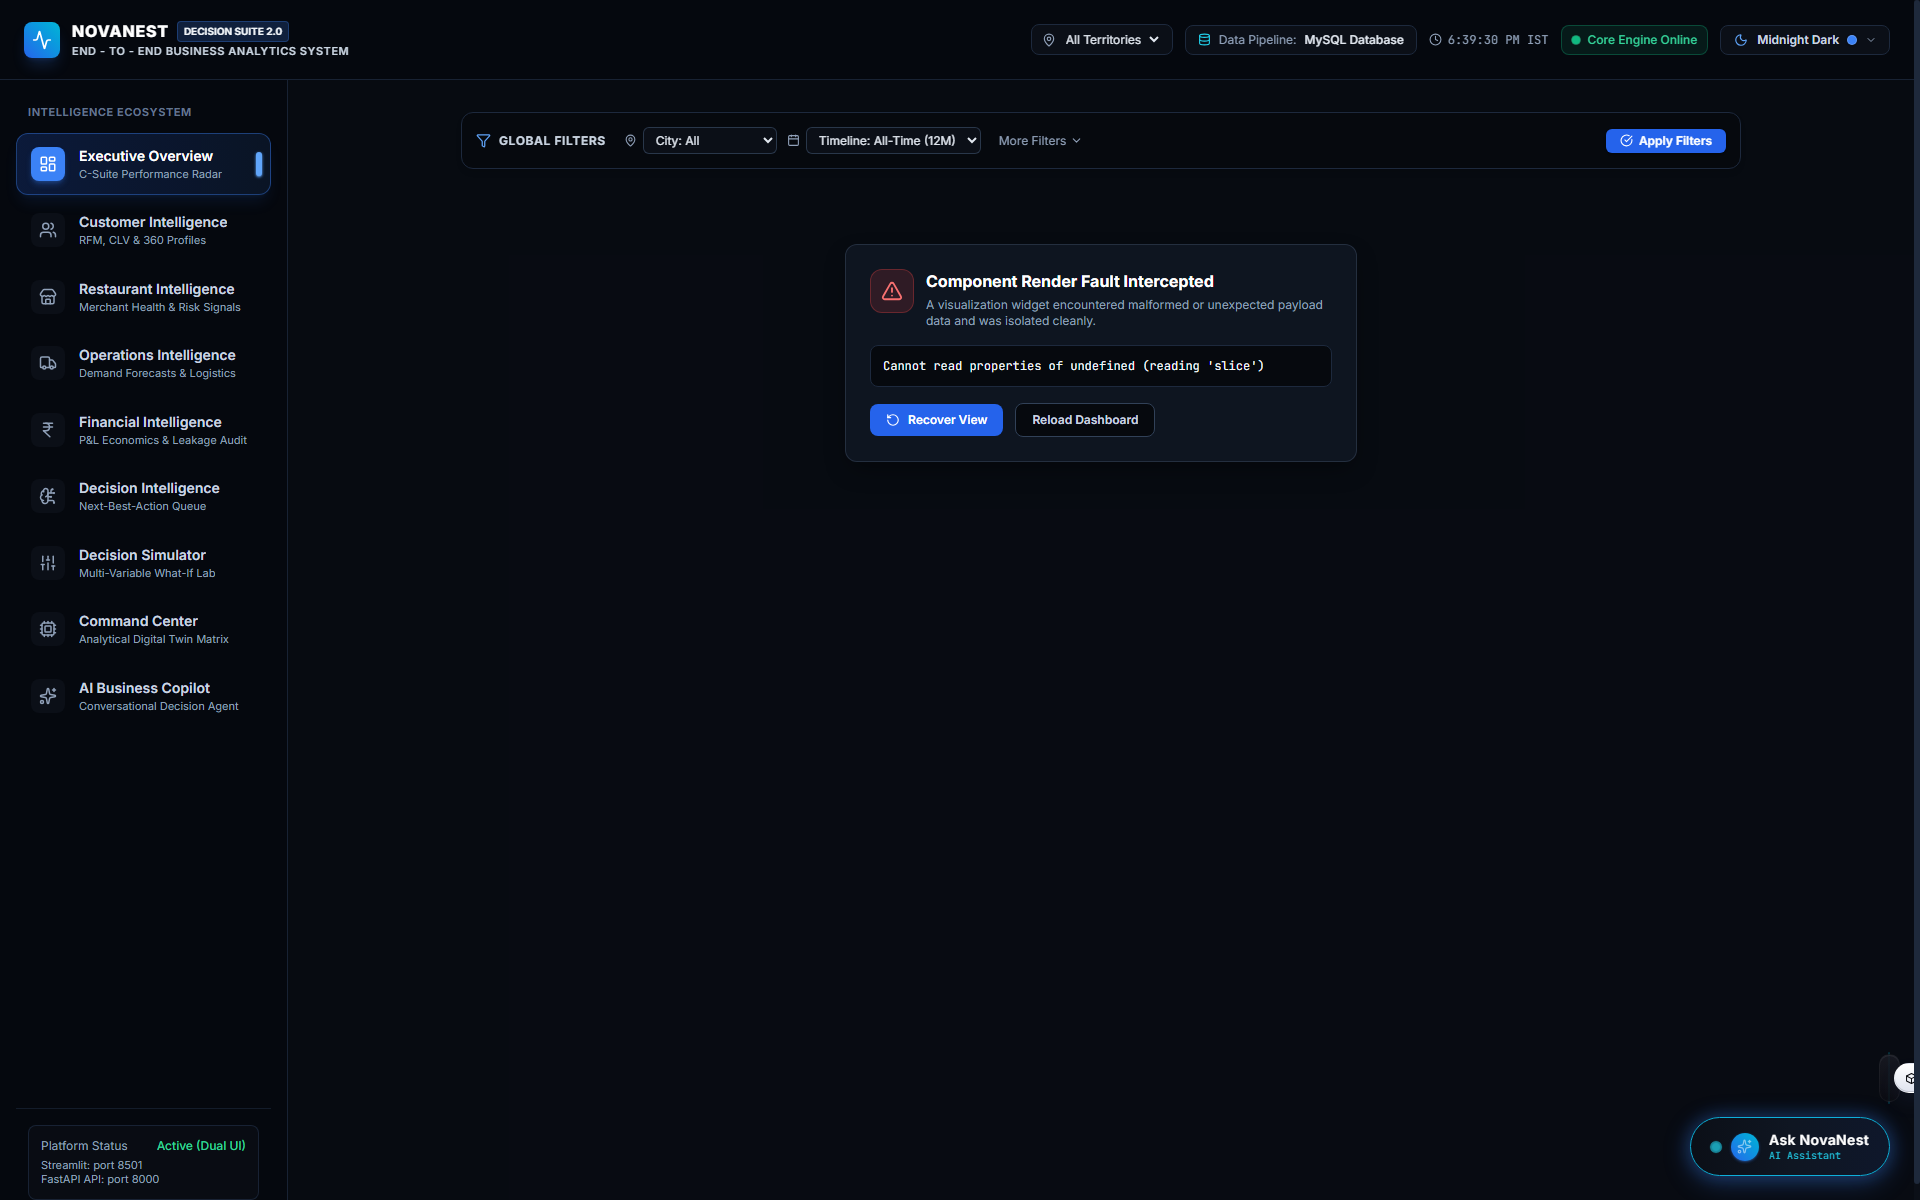 NOVANEST DECISION SUITE 2.0
END - TO - END BUSINESS ANALYTICS SYSTEM
All Territories
Data Pipeline: MySQL Database
6:39:30 PM IST
Core Engine Online
Midnight Dark
INTELLIGENCE ECOSYSTEM
Executive Overview
C-Suite Performance Radar
Customer Intelligence
RFM, CLV & 360 Profiles
Restaurant Intelligence
Merchant Health & Risk Signals
Operations Intelligence
Demand Forecasts & Logistics
Financial Intelligence
P&L Economics & Leakage Audit
Decision Intelligence
Next-Best-Action Queue
Decision Simulator
Multi-Variable What-If Lab
Command Center
Analytical Digital Twin Matrix
AI Business Copilot
Conversational Decision Agent
Platform Status Active (Dual UI)
Streamlit: port 8501
FastAPI API: port 8000
GLOBAL FILTERS
City: All
Timeline: All-Time (12M)
More Filters
Apply Filters
Component Render Fault Intercepted
A visualization widget encountered malformed or unexpected payload
data and was isolated cleanly.
Cannot read properties of undefined (reading 'slice')
Recover View
Reload Dashboard
Ask NovaNest
AI Assistant